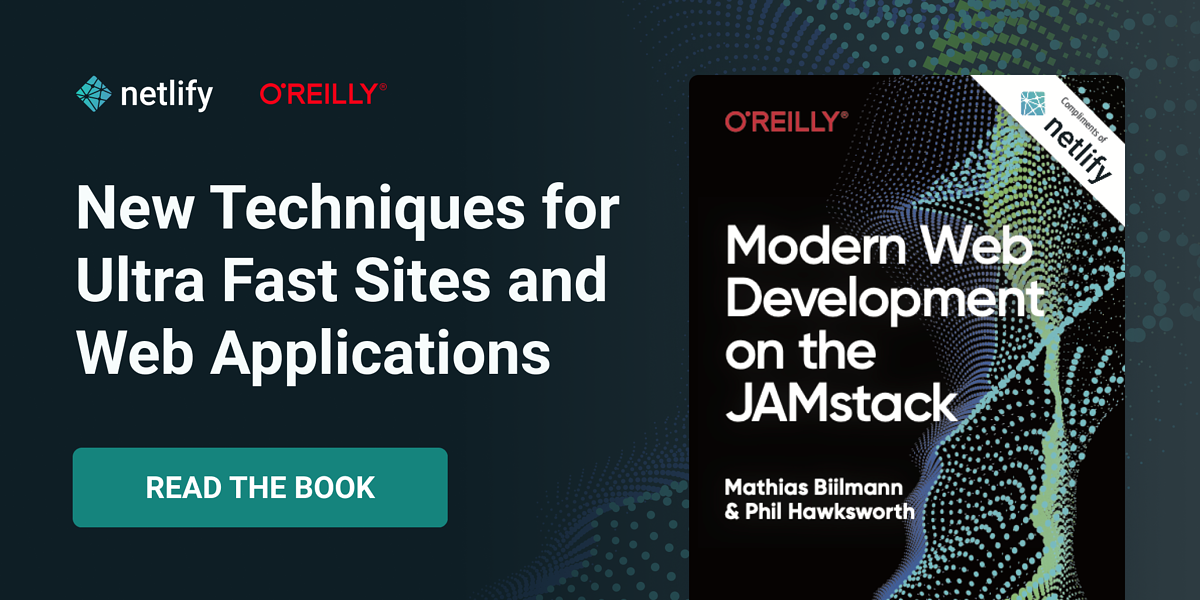 netlify
O'REILLY®
New Techniques for
Ultra Fast Sites and
Web Applications
READ THE BOOK
O'REILLY®
Compliments of
netlify
Modern Web
Development
on the
JAMstack
Mathias Biilmann
& Phil Hawksworth